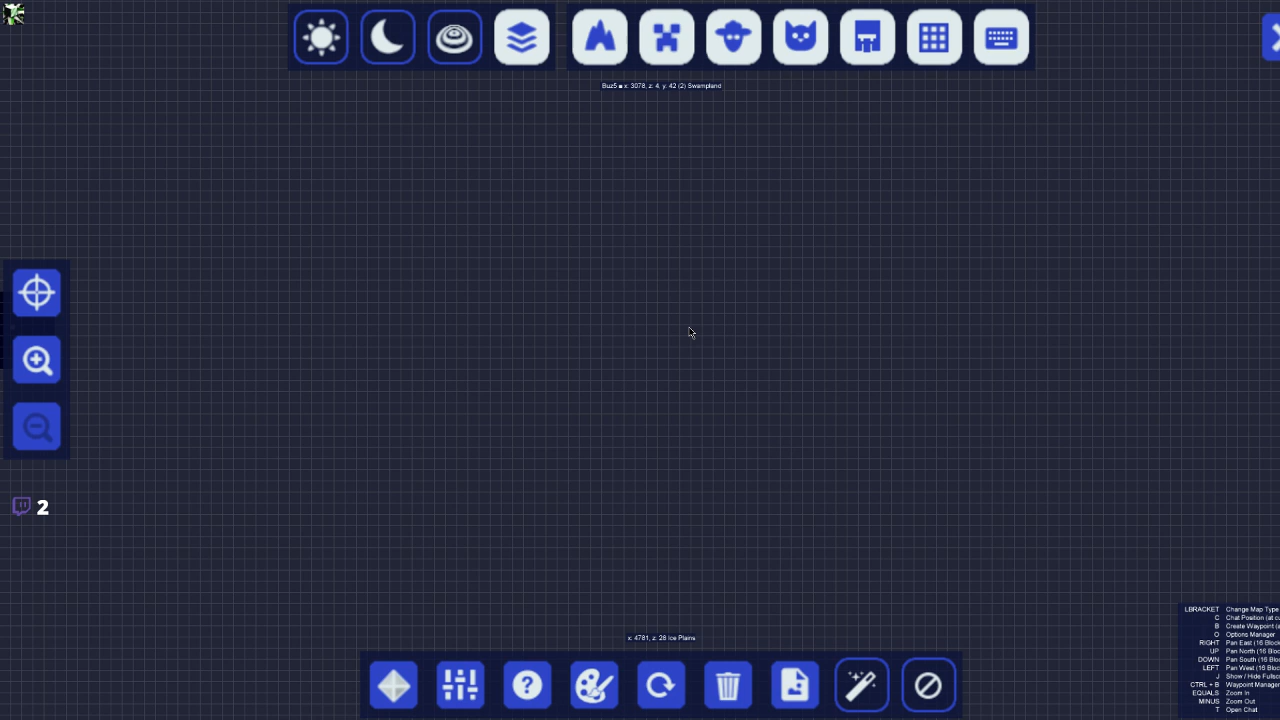 Buz5 ■ x: 3078, z: 4, y: 42 (2) Swampland
2
x: 4781, z: 28 Ice Plains
LBRACKET Change Map Type
C Chat Position (at cu
B Create Waypoint (a
O Options Manager
RIGHT Pan East (16 Block
UP Pan North (16 Bloc
DOWN Pan South (16 Bloc
LEFT Pan West (16 Bloc
J Show / Hide Fullsc
CTRL + B Waypoint Manager
EQUALS Zoom In
MINUS Zoom Out
T Open Chat